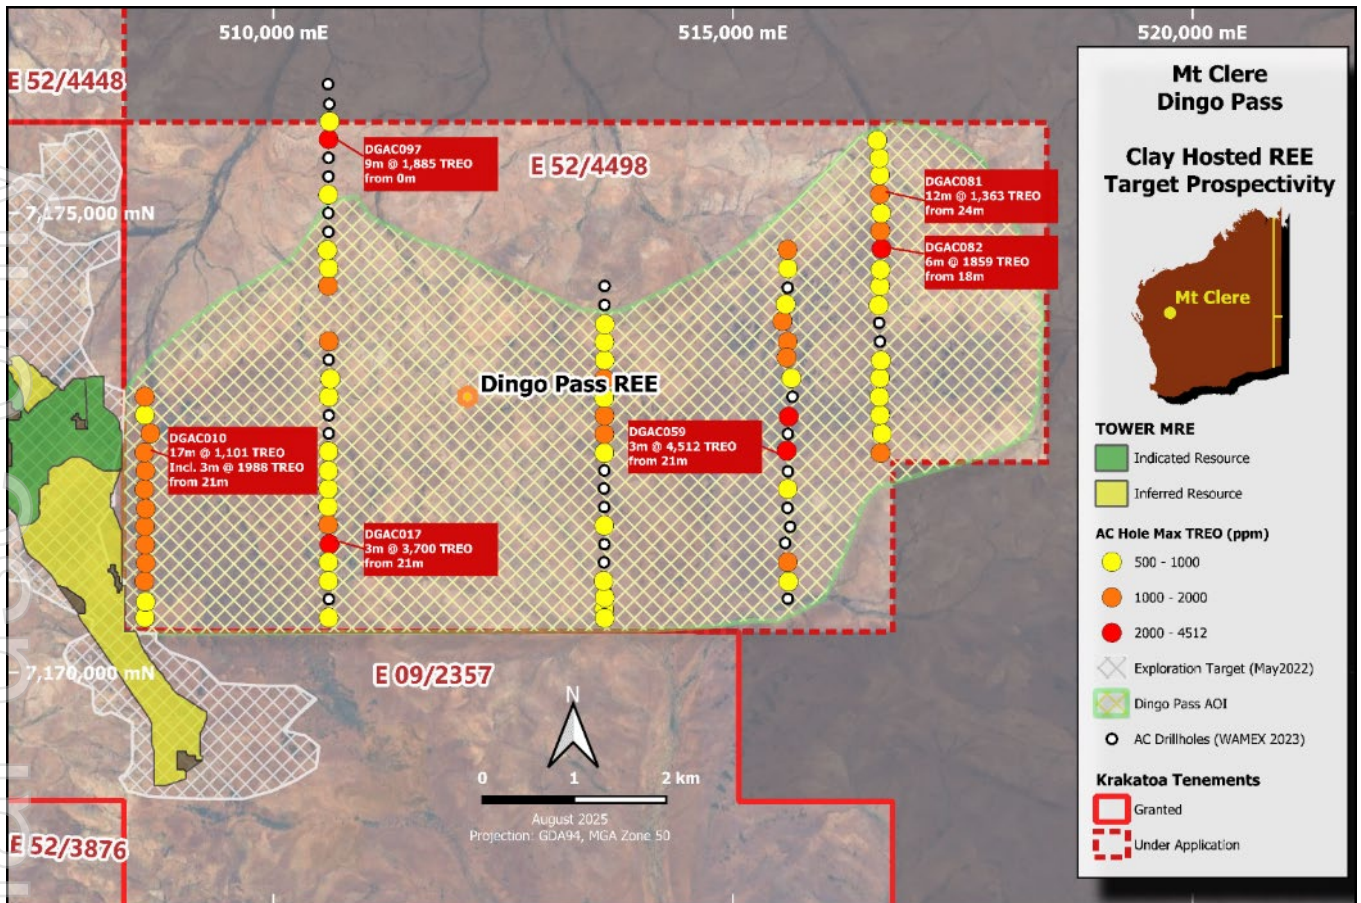 510,000 mE
515,000 mE
520,000 mE
E 52/4448
DGAC097
9m @ 1,885 TREO
from 0m
E 52/4498
7,175,000 mN
DGAC081
12m @ 1,363 TREO
from 24m
DGAC082
6m @ 1859 TREO
from 18m
Dingo Pass REE
DGAC010
17m @ 1,101 TREO
Incl. 3m @ 1988 TREO
from 21m
DGAC059
3m @ 4,512 TREO
from 21m
DGAC017
3m @ 3,700 TREO
from 21m
7,170,000 mN
E 09/2357
N
0 1 2 km
August 2025
Projection: GDA94, MGA Zone 50
E 52/3876
Mt Clere
Dingo Pass
Clay Hosted REE
Target Prospectivity
Mt Clere
TOWER MRE
Indicated Resource
Inferred Resource
AC Hole Max TREO (ppm)
500 - 1000
1000 - 2000
2000 - 4512
Exploration Target (May2022)
Dingo Pass AOI
AC Drillholes (WAMEX 2023)
Krakatoa Tenements
Granted
Under Application